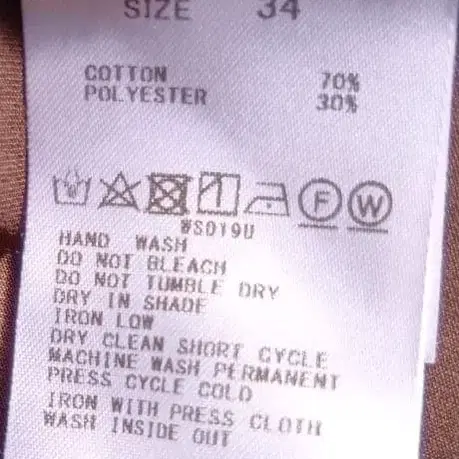 SIZE 34
COTTON 70%
POLYESTER 30%
F W
WS019U
HAND WASH
DO NOT BLEACH
DO NOT TUMBLE DRY
DRY IN SHADE
IRON LOW
DRY CLEAN SHORT CYCLE
MACHINE WASH PERMANENT
PRESS CYCLE COLD
IRON WITH PRESS CLOTH
WASH INSIDE OUT